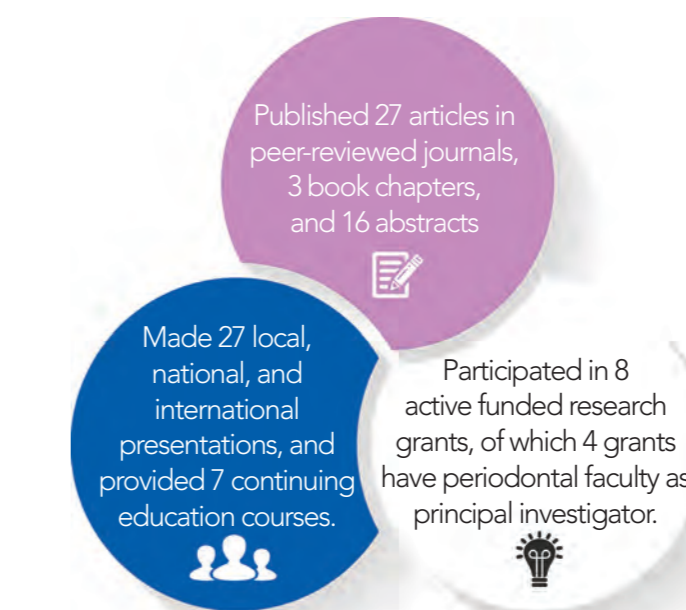 Published 27 articles in
peer-reviewed journals,
3 book chapters,
and 16 abstracts
Made 27 local,
national, and
international
presentations, and
provided 7 continuing
education courses.
Participated in 8
active funded research
grants, of which 4 grants
have periodontal faculty as
principal investigator.